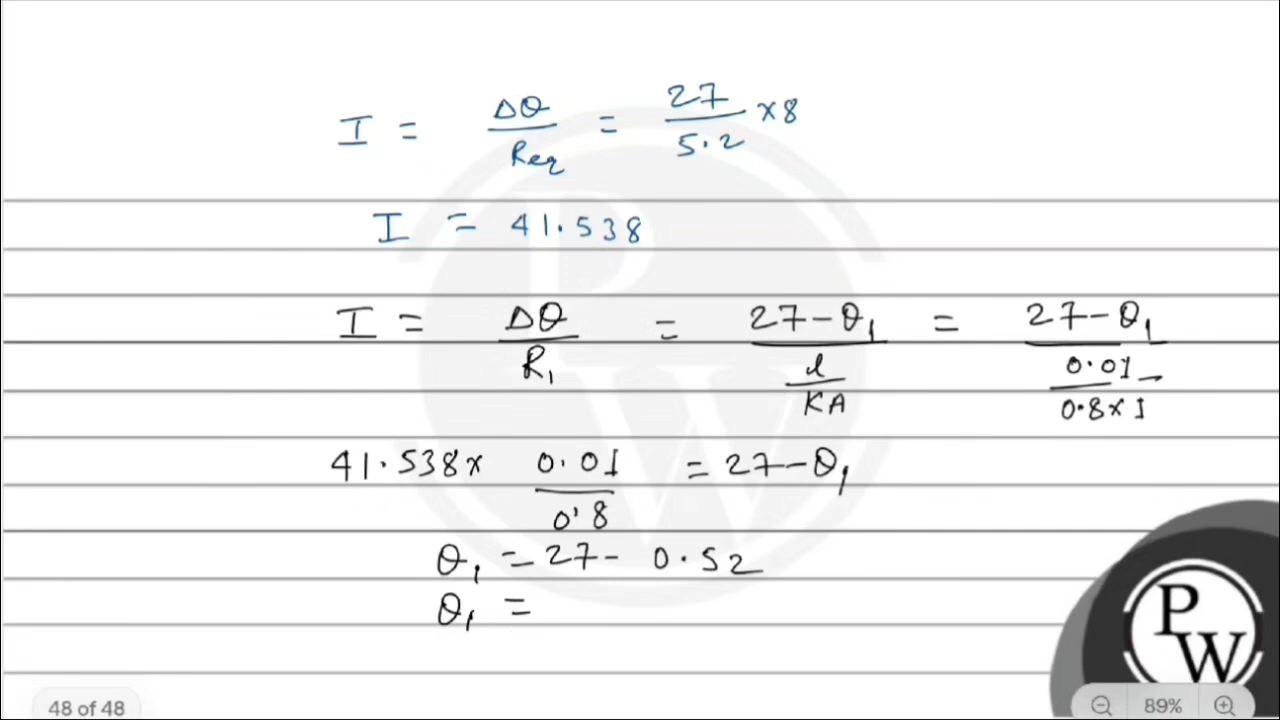 I = Δθ/Req = 27/5.2 ×8
I = 41.538
I = Δθ/R₁ = 27-θ₁/(l/KA) = 27-θ₁/(0.01/0.8×1)
41.538× 0.01/0.8 = 27-θ₁
θ₁ = 27- 0.52
θ₁ =
PW
PW
48 of 48
89%